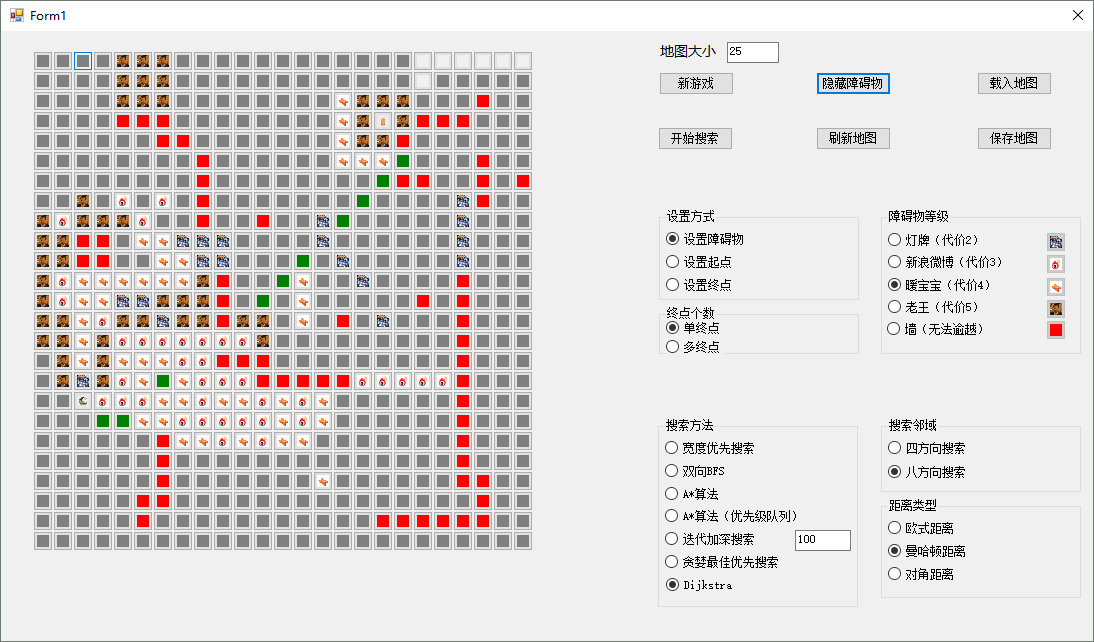 Form1
地图大小 25
新游戏 隐藏障碍物 载入地图
开始搜索 刷新地图 保存地图
设置方式
设置障碍物
设置起点
设置终点
终点个数
单终点
多终点
障碍物等级
灯牌（代价2）
新浪微博（代价3）
暖宝宝（代价4）
老王（代价5）
墙（无法逾越）
搜索方法
宽度优先搜索
双向BFS
A*算法
A*算法（优先级队列）
迭代加深搜索 100
贪婪最佳优先搜索
Dijkstra
搜索邻域
四方向搜索
八方向搜索
距离类型
欧式距离
曼哈顿距离
对角距离